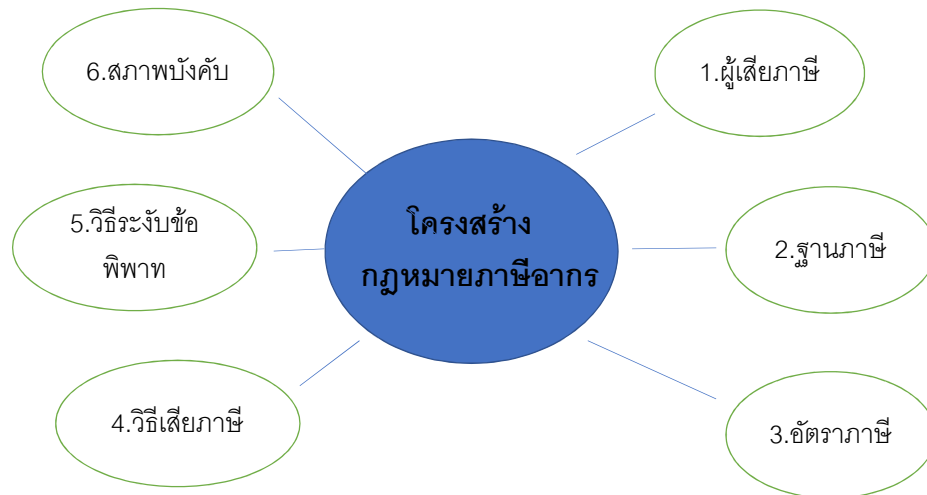 โครงสร้าง
กฎหมายภาษีอากร
1.ผู้เสียภาษี
2.ฐานภาษี
3.อัตราภาษี
4.วิธีเสียภาษี
5.วิธีระงับข้อ
พิพาท
6.สภาพบังคับ